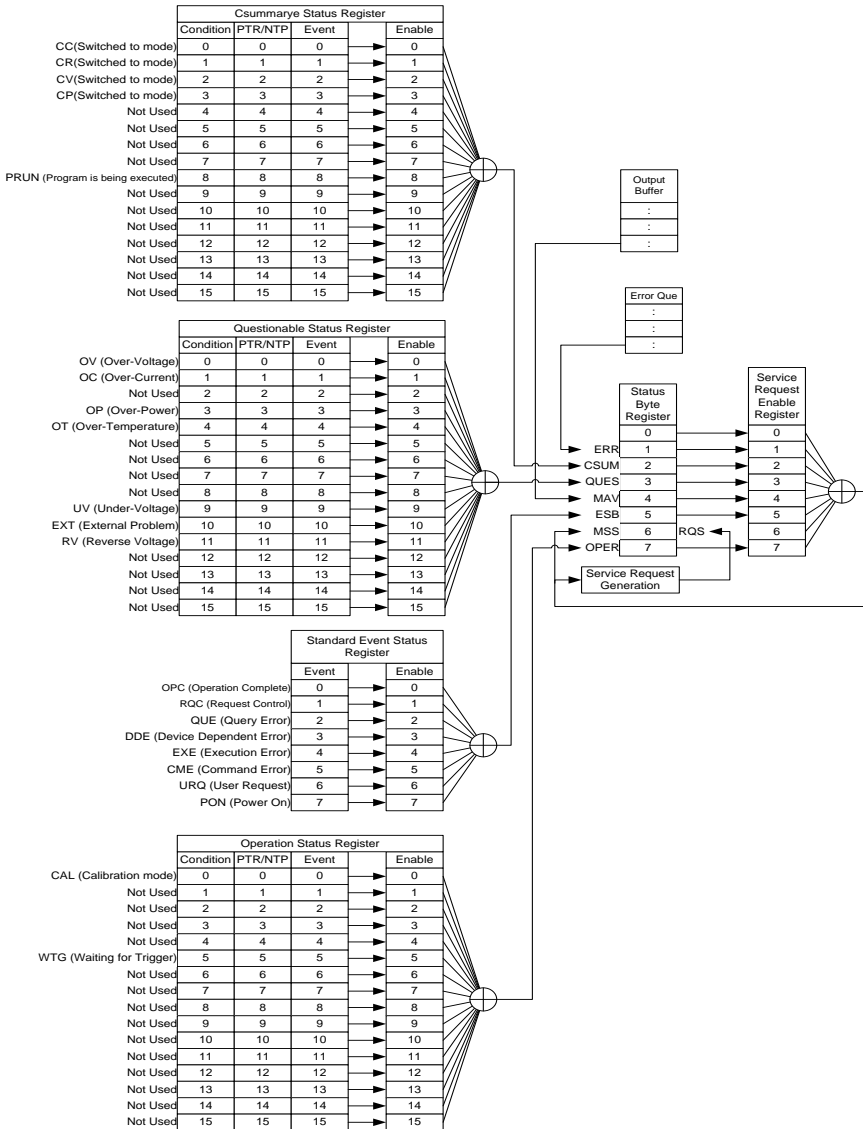 Csummarye Status Register
Condition PTR/NTP Event Enable
CC(Switched to mode) 0 0 0 0
CR(Switched to mode) 1 1 1 1
CV(Switched to mode) 2 2 2 2
CP(Switched to mode) 3 3 3 3
Not Used 4 4 4 4
Not Used 5 5 5 5
Not Used 6 6 6 6
Not Used 7 7 7 7
PRUN (Program is being executed) 8 8 8 8
Not Used 9 9 9 9
Not Used 10 10 10 10
Not Used 11 11 11 11
Not Used 12 12 12 12
Not Used 13 13 13 13
Not Used 14 14 14 14
Not Used 15 15 15 15
Output
Buffer
:
:
:
Error Que
:
:
:
Questionable Status Register
Condition PTR/NTP Event Enable
OV (Over-Voltage) 0 0 0 0
OC (Over-Current) 1 1 1 1
Not Used 2 2 2 2
OP (Over-Power) 3 3 3 3
OT (Over-Temperature) 4 4 4 4
Not Used 5 5 5 5
Not Used 6 6 6 6
Not Used 7 7 7 7
Not Used 8 8 8 8
UV (Under-Voltage) 9 9 9 9
EXT (External Problem) 10 10 10 10
RV (Reverse Voltage) 11 11 11 11
Not Used 12 12 12 12
Not Used 13 13 13 13
Not Used 14 14 14 14
Not Used 15 15 15 15
Status
Byte
Register
Service
Request
Enable
Register
0 0
ERR 1 1
CSUM 2 2
QUES 3 3
MAV 4 4
ESB 5 5
MSS 6 RQS 6
OPER 7 7
Service Request
Generation
Standard Event Status
Register
Event Enable
OPC (Operation Complete) 0 0
RQC (Request Control) 1 1
QUE (Query Error) 2 2
DDE (Device Dependent Error) 3 3
EXE (Execution Error) 4 4
CME (Command Error) 5 5
URQ (User Request) 6 6
PON (Power On) 7 7
Operation Status Register
Condition PTR/NTP Event Enable
CAL (Calibration mode) 0 0 0 0
Not Used 1 1 1 1
Not Used 2 2 2 2
Not Used 3 3 3 3
Not Used 4 4 4 4
WTG (Waiting for Trigger) 5 5 5 5
Not Used 6 6 6 6
Not Used 7 7 7 7
Not Used 8 8 8 8
Not Used 9 9 9 9
Not Used 10 10 10 10
Not Used 11 11 11 11
Not Used 12 12 12 12
Not Used 13 13 13 13
Not Used 14 14 14 14
Not Used 15 15 15 15